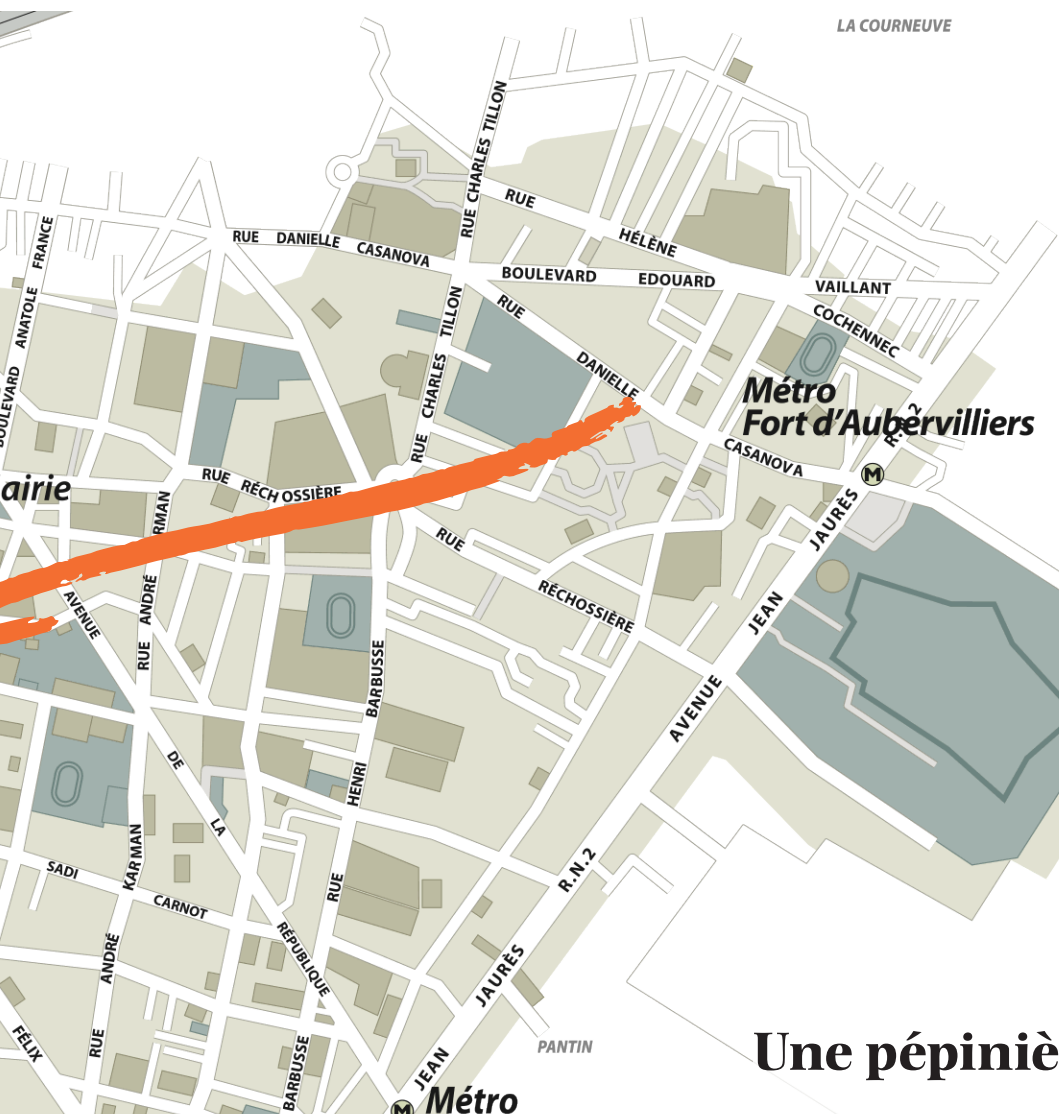 LA COURNEUVE
RUE CHARLES TILLON
RUE
HÉLÈNE
COCHENNEC
BOULEVARD
ANATOLE
FRANCE
RUE DANIELLE CASANOVA
BOULEVARD EDOUARD VAILLANT
RUE
DANIELLE
CASANOVA
RUE CHARLES TILLON
Métro
Fort d'Aubervilliers
R.N.2
M
airie
RUE RÉCHOSSIÈRE
RUE
RÉCHOSSIÈRE
RUE ANDRÉ
RMAN
AVENUE
DE
LA
RÉPUBLIQUE
AVENUE
JEAN
JAURÈS
RUE
HENRI
BARBUSSE
KARMAN
SADI
CARNOT
R.N.2
RUE
ANDRÉ
JAURÈS
FÉLIX
BARBUSSE
JEAN
PANTIN
Une pépiniè
M
Métro